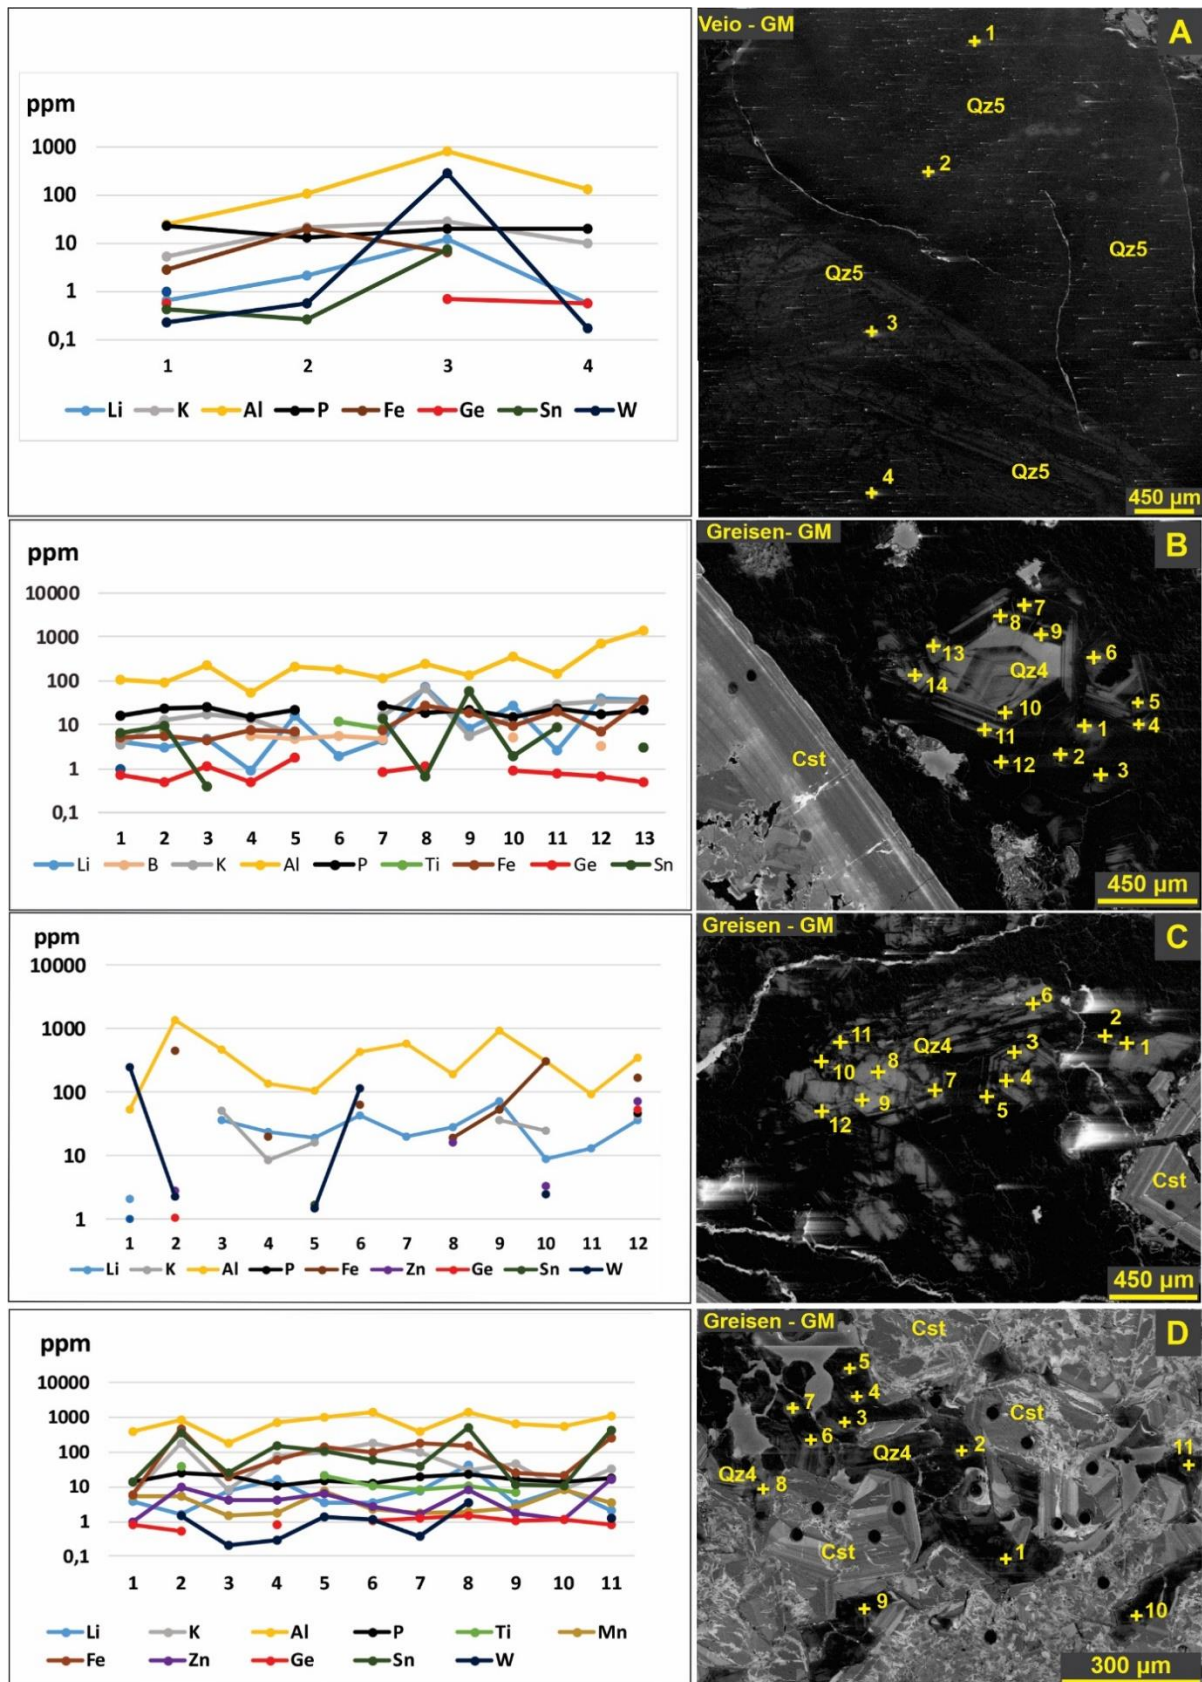 ppm
1000
100
10
1
0,1
1 2 3 4
Li K Al P Fe Ge Sn W
Veio - GM
A
1
Qz5
2
Qz5
Qz5
3
Qz5
4
450 µm
ppm
10000
1000
100
10
1
0,1
1 2 3 4 5 6 7 8 9 10 11 12 13
Li B K Al P Ti Fe Ge Sn
Greisen- GM
B
7
8
9
13
6
Qz4
14
5
10
4
11
1
2
12
3
Cst
450 µm
ppm
10000
1000
100
10
1
1 2 3 4 5 6 7 8 9 10 11 12
Li K Al P Fe Zn Ge Sn W
Greisen - GM
C
6
2
11
1
Qz4
3
8
10
4
7
9
5
12
Cst
450 µm
ppm
10000
1000
100
10
1
0,1
1 2 3 4 5 6 7 8 9 10 11
Li K Al P Ti Mn
Fe Zn Ge Sn W
Greisen - GM
Cst
D
5
4
7
Cst
3
6
2
Qz4
11
Qz4
8
Cst
1
9
10
300 µm